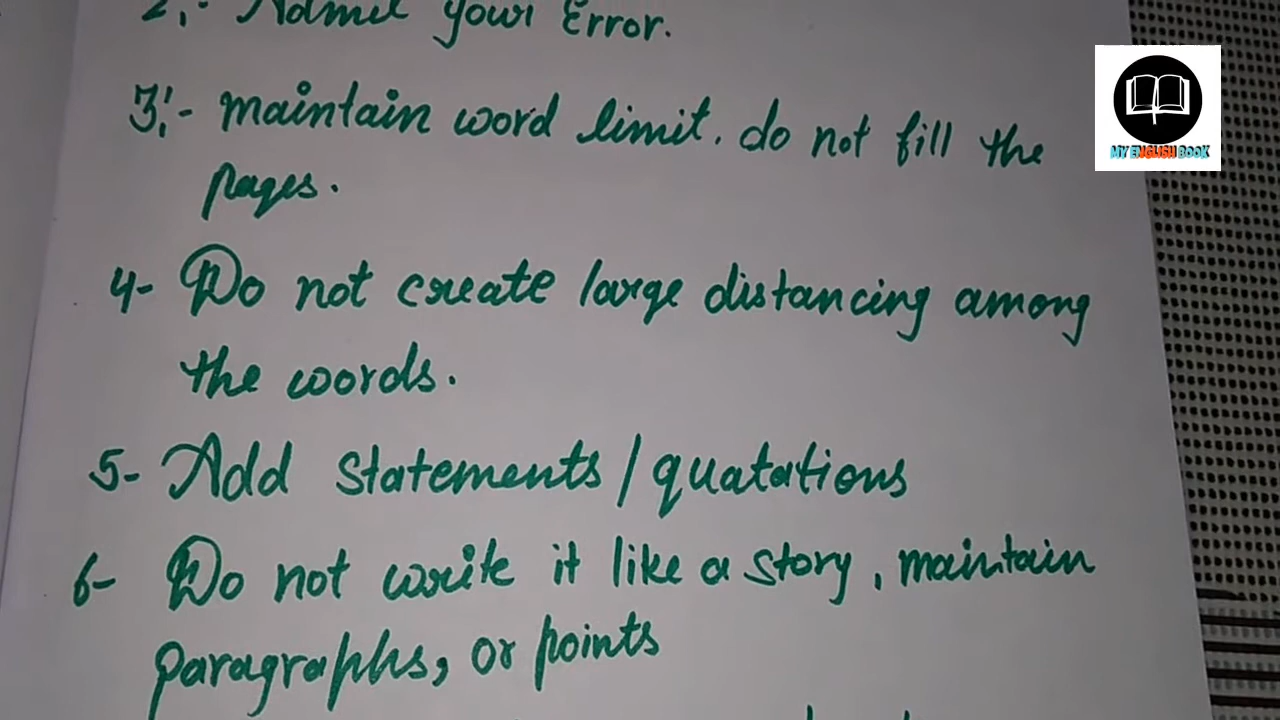 2:- Admit your Error.
3:- maintain word limit. do not fill the
pages.
4- Do not create large distancing among
the words.
5- Add statements/quatations
6- Do not write it like a story, maintain
paragraphs, or points
MY ENGLISH BOOK